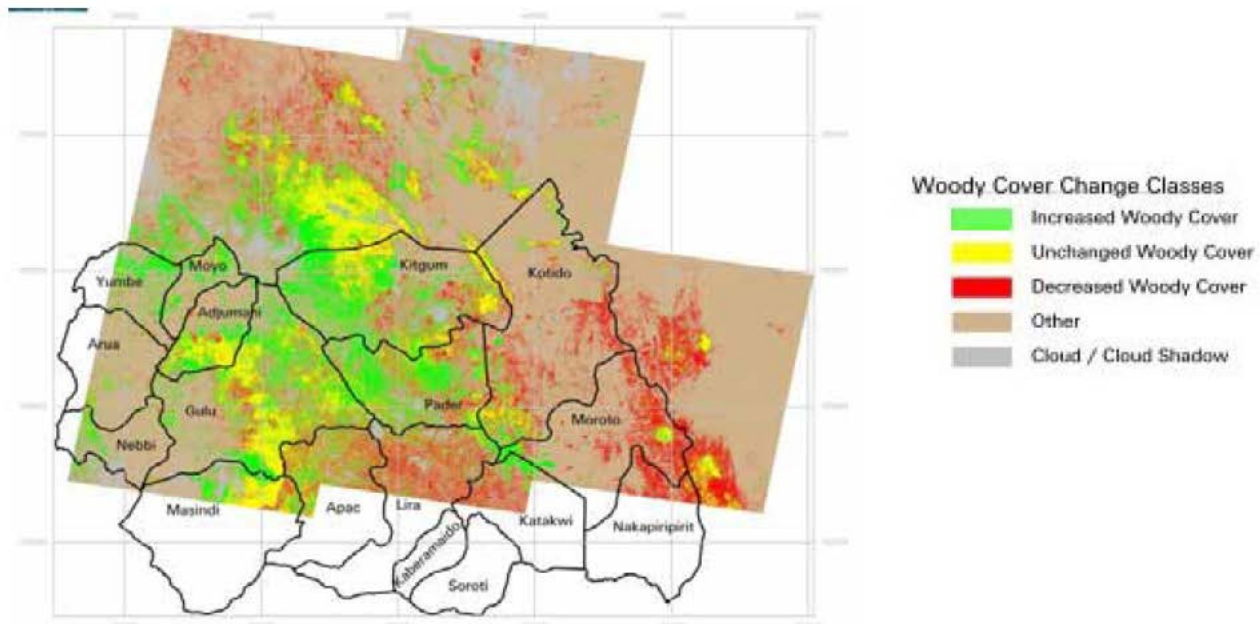 Woody Cover Change Classes
Increased Woody Cover
Unchanged Woody Cover
Decreased Woody Cover
Other
Cloud / Cloud Shadow
Kitgum
Kotido
Moyo
Yumbe
Adjumani
Arua
Gulu
Pader
Moroto
Nebbi
Masindi
Apac
Lira
Katakwi
Nakapiripirit
Kaberamaido
Soroti